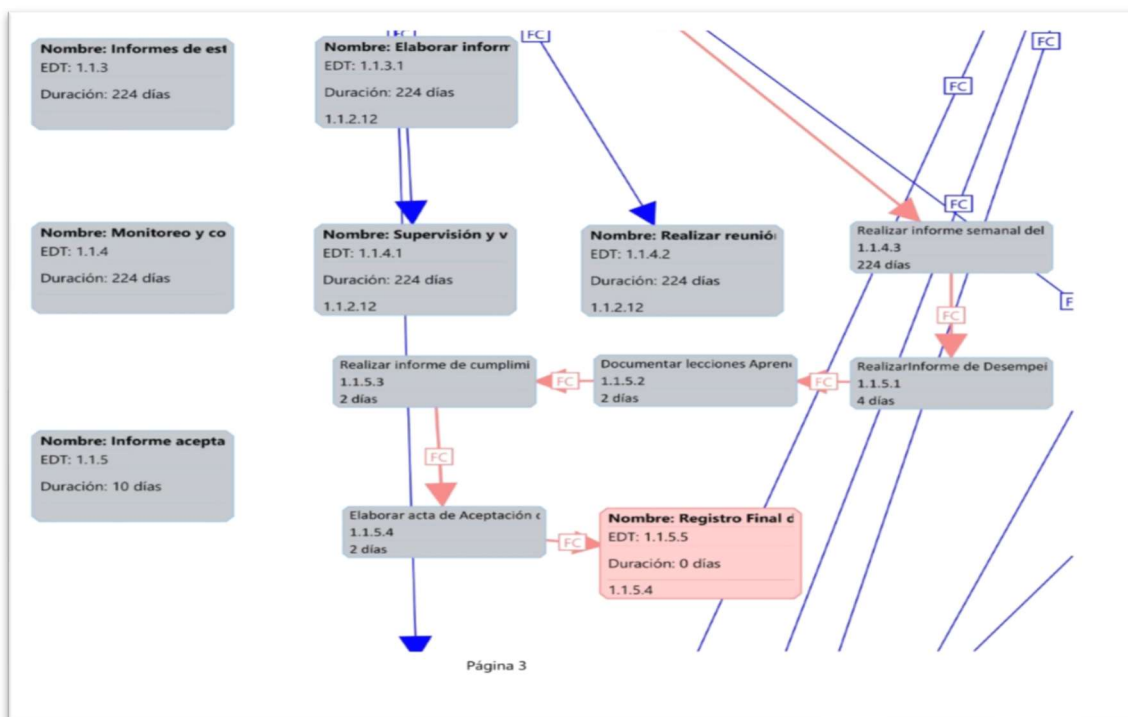 FC
FC
FC
Nombre: Informes de est
EDT: 1.1.3
Duración: 224 días
Nombre: Elaborar inform
EDT: 1.1.3.1
Duración: 224 días
1.1.2.12
FC
FC
Nombre: Monitoreo y co
EDT: 1.1.4
Duración: 224 días
Nombre: Supervisión y v
EDT: 1.1.4.1
Duración: 224 días
1.1.2.12
Nombre: Realizar reunió
EDT: 1.1.4.2
Duración: 224 días
1.1.2.12
Realizar informe semanal del
1.1.4.3
224 días
F
FC
Realizar informe de cumplimi
1.1.5.3
2 días
FC
Documentar lecciones Apren
1.1.5.2
2 días
FC
RealizarInforme de Desempe
1.1.5.1
4 días
Nombre: Informe acepta
EDT: 1.1.5
Duración: 10 días
FC
Elaborar acta de Aceptación c
1.1.5.4
2 días
FC
Nombre: Registro Final d
EDT: 1.1.5.5
Duración: 0 días
1.1.5.4
Página 3